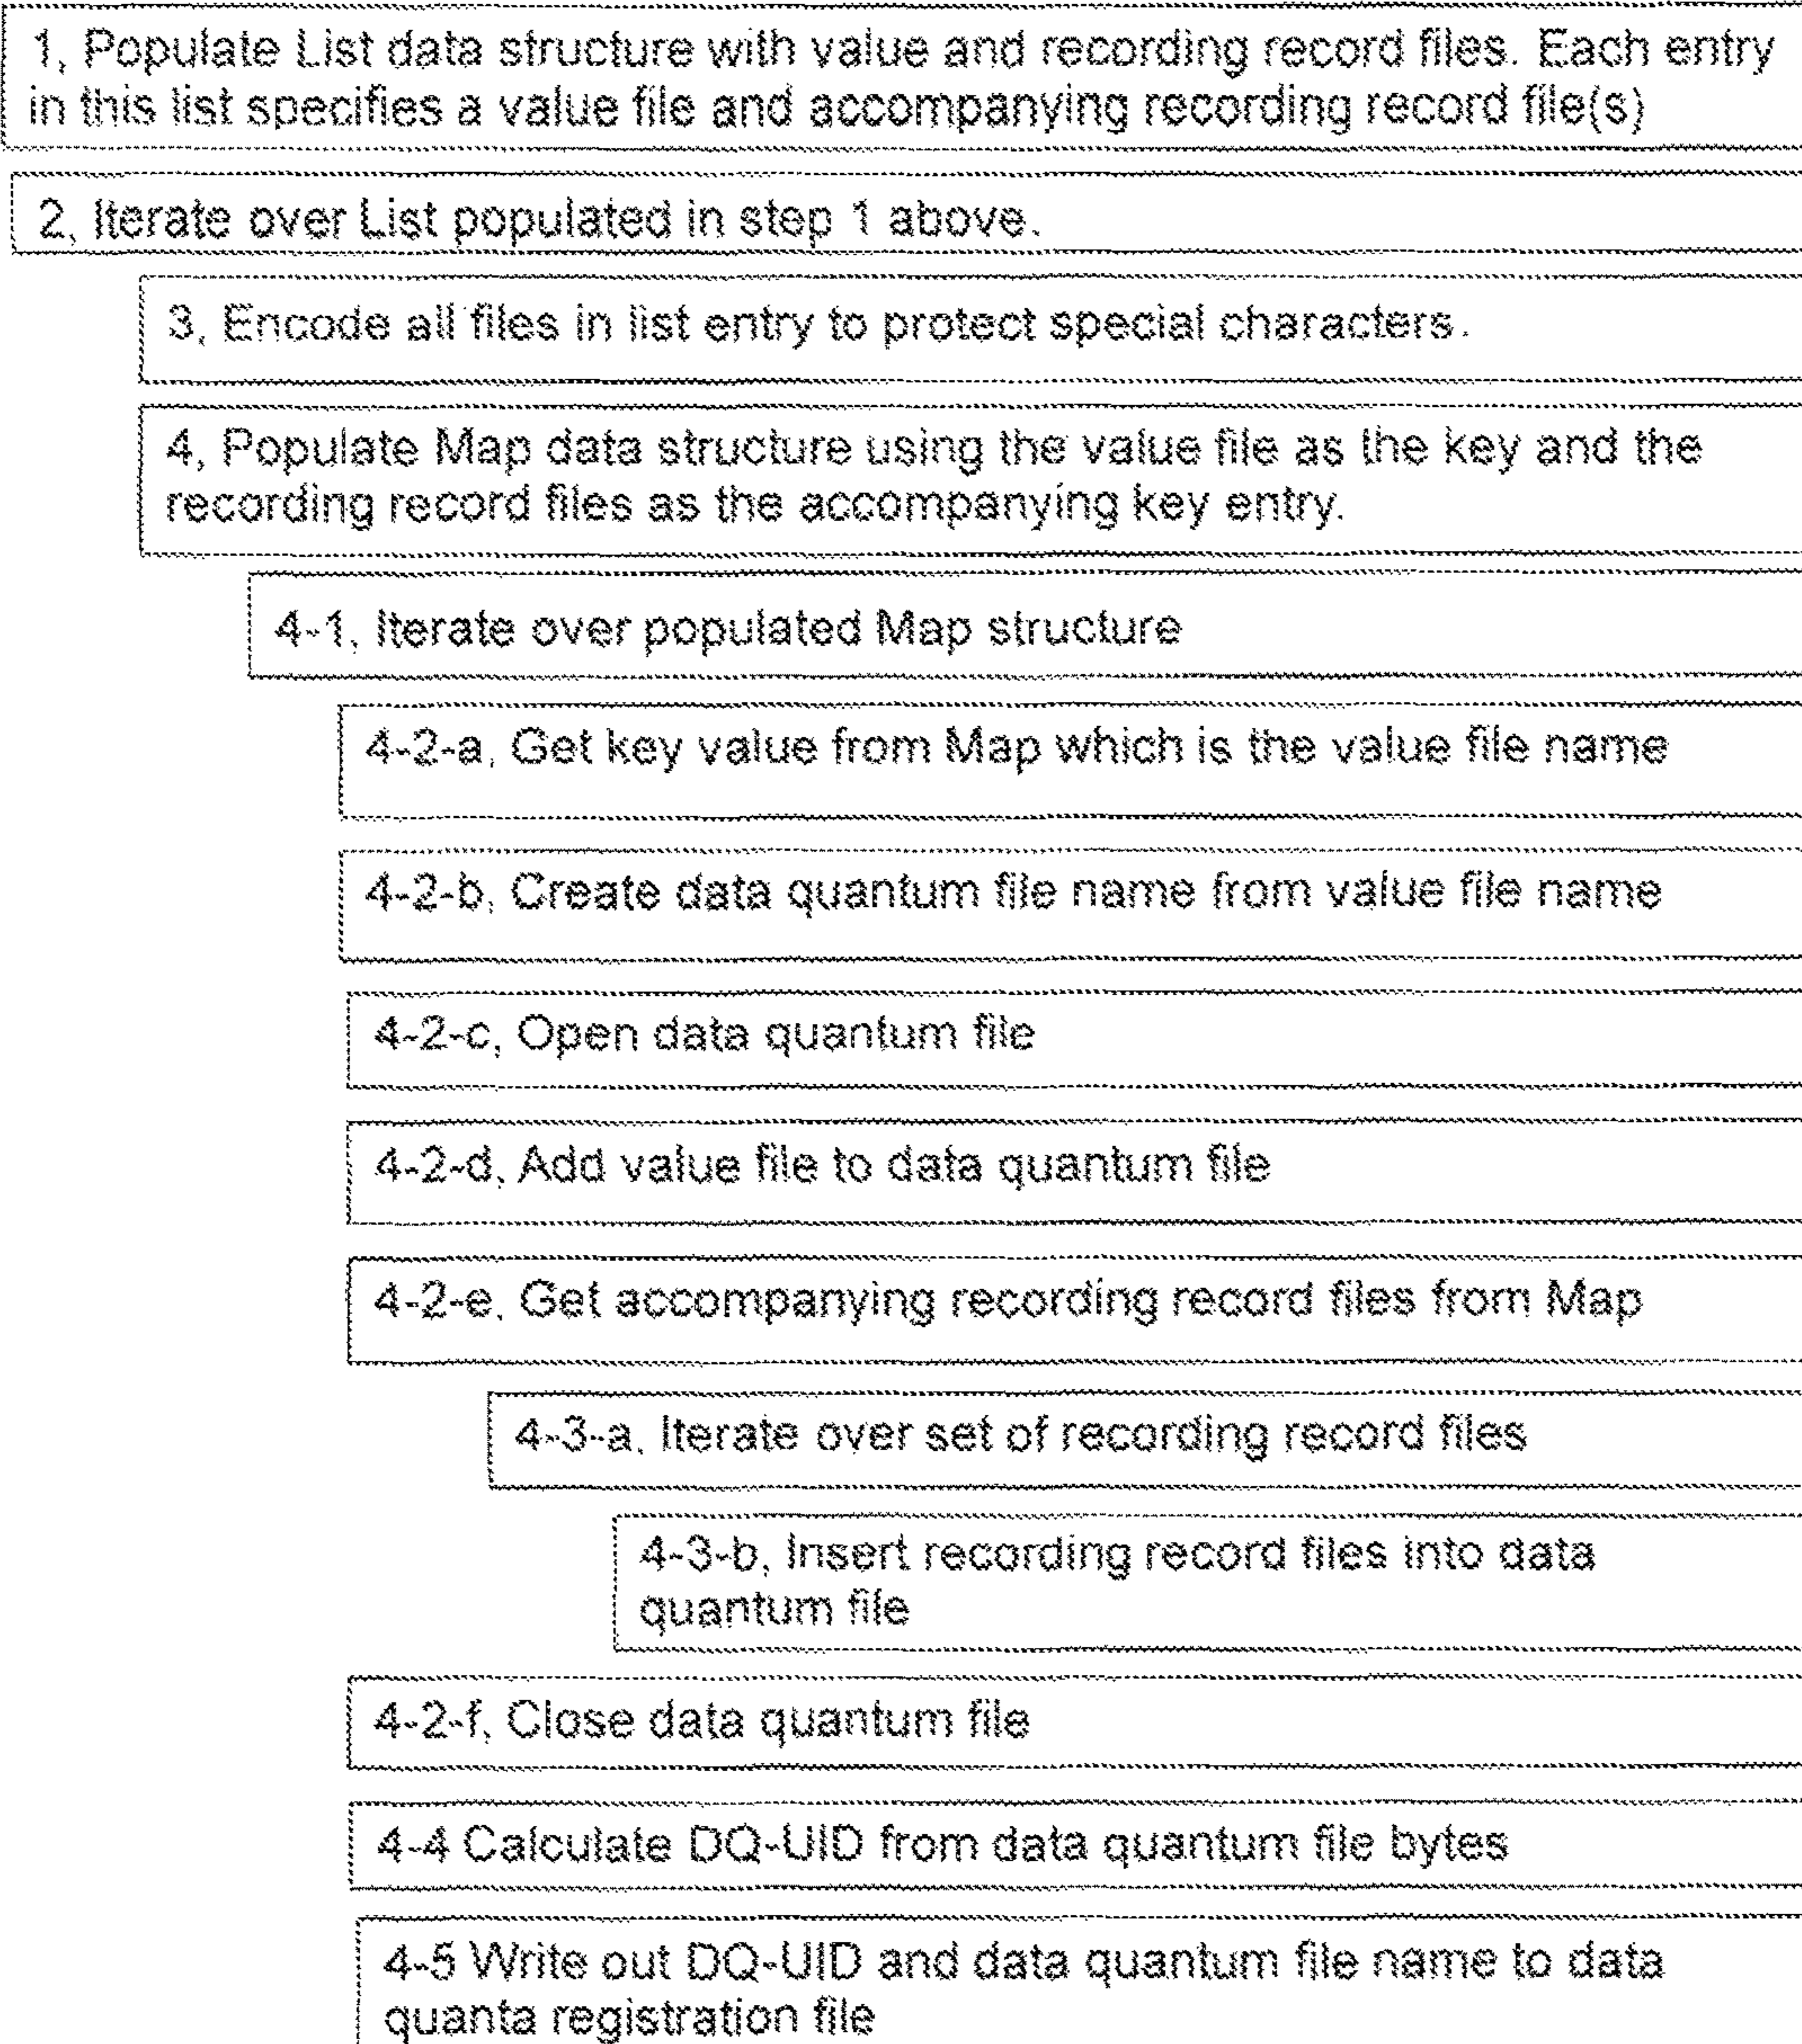 1, Populate List data structure with value and recording record files. Each entry
in this list specifies a value file and accompanying recording record file(s)
2, Iterate over List populated in step 1 above.
3, Encode all files in list entry to protect special characters.
4, Populate Map data structure using the value file as the key and the
recording record files as the accompanying key entry.
4-1, Iterate over populated Map structure
4-2-a, Get key value from Map which is the value file name
4-2-b, Create data quantum file name from value file name
4-2-c, Open data quantum file
4-2-d, Add value file to data quantum file
4-2-e, Get accompanying recording record files from Map
4-3-a, Iterate over set of recording record files
4-3-b, Insert recording record files into data
quantum file
4-2-f, Close data quantum file
4-4 Calculate DQ-UID from data quantum file bytes
4-5 Write out DQ-UID and data quantum file name to data
quanta registration file